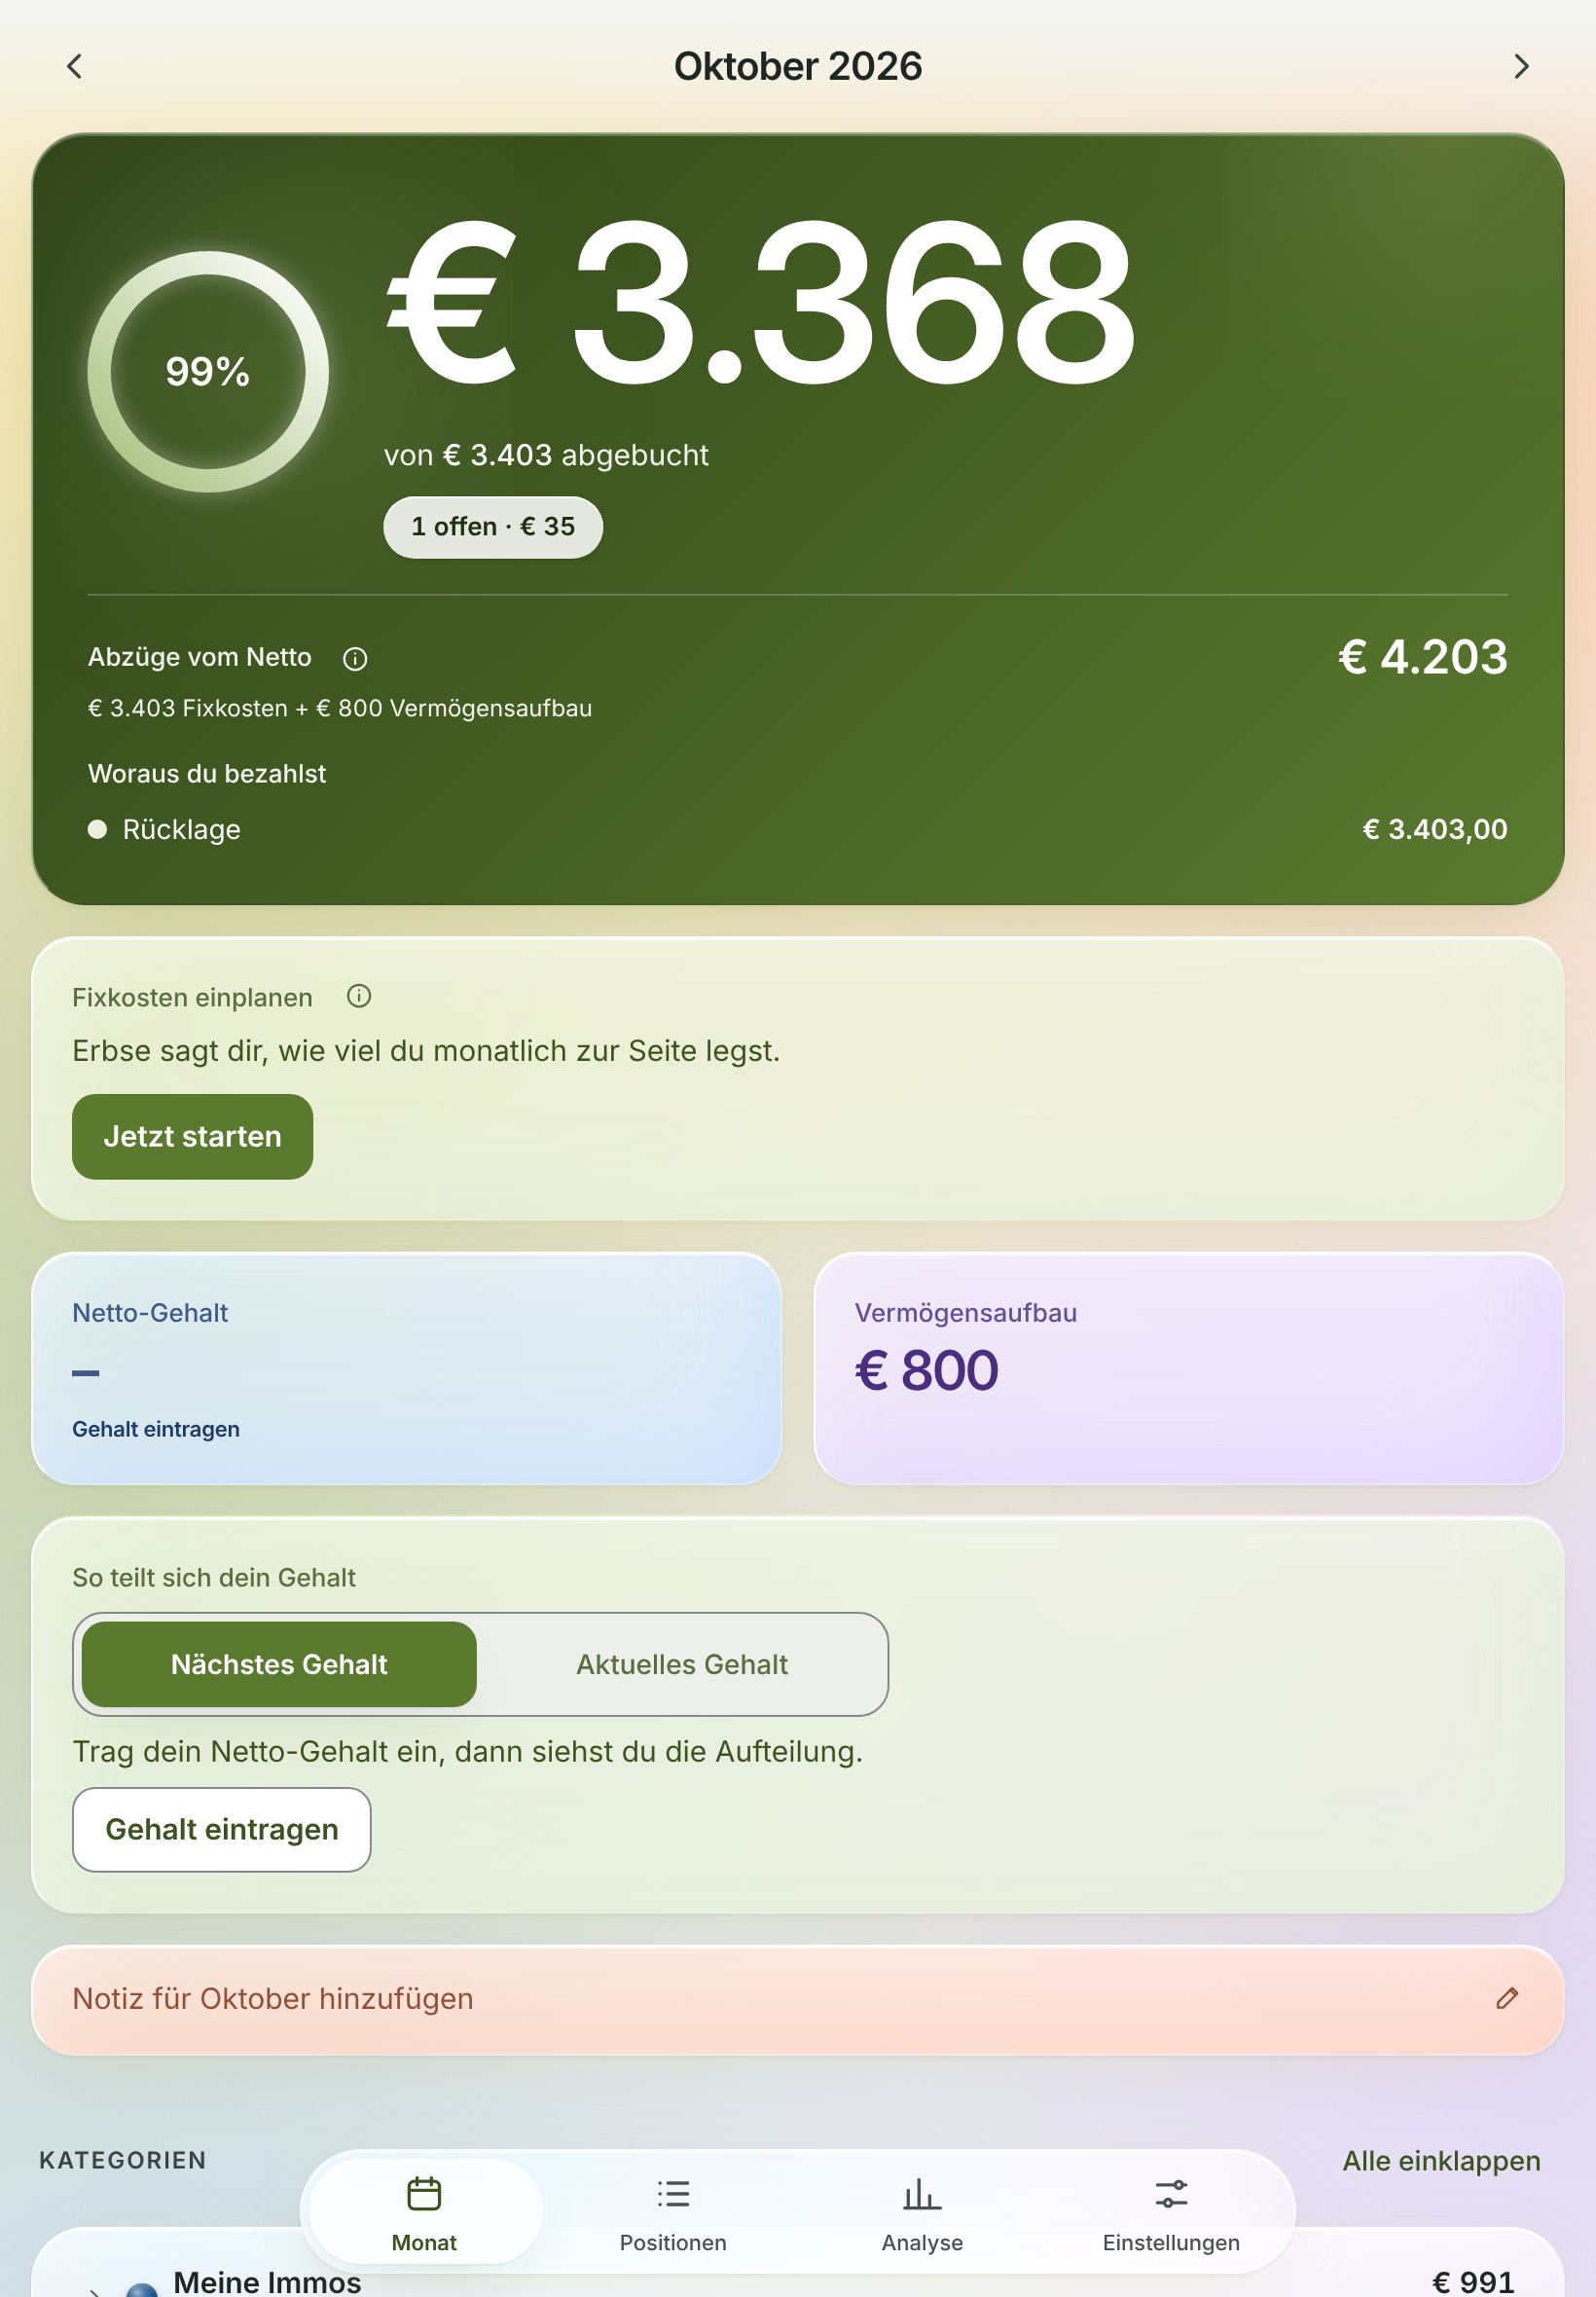 Oktober 2026
99%
€ 3.368
von € 3.403 abgebucht
1 offen · € 35
Abzüge vom Netto
€ 4.203
€ 3.403 Fixkosten + € 800 Vermögensaufbau
Woraus du bezahlst
Rücklage
€ 3.403,00
Fixkosten einplanen
Erbse sagt dir, wie viel du monatlich zur Seite legst.
Jetzt starten
Netto-Gehalt
–
Gehalt eintragen
Vermögensaufbau
€ 800
So teilt sich dein Gehalt
Nächstes Gehalt
Aktuelles Gehalt
Trag dein Netto-Gehalt ein, dann siehst du die Aufteilung.
Gehalt eintragen
Notiz für Oktober hinzufügen
KATEGORIEN
Alle einklappen
Monat
Positionen
Analyse
Einstellungen
Meine Immos
€ 991